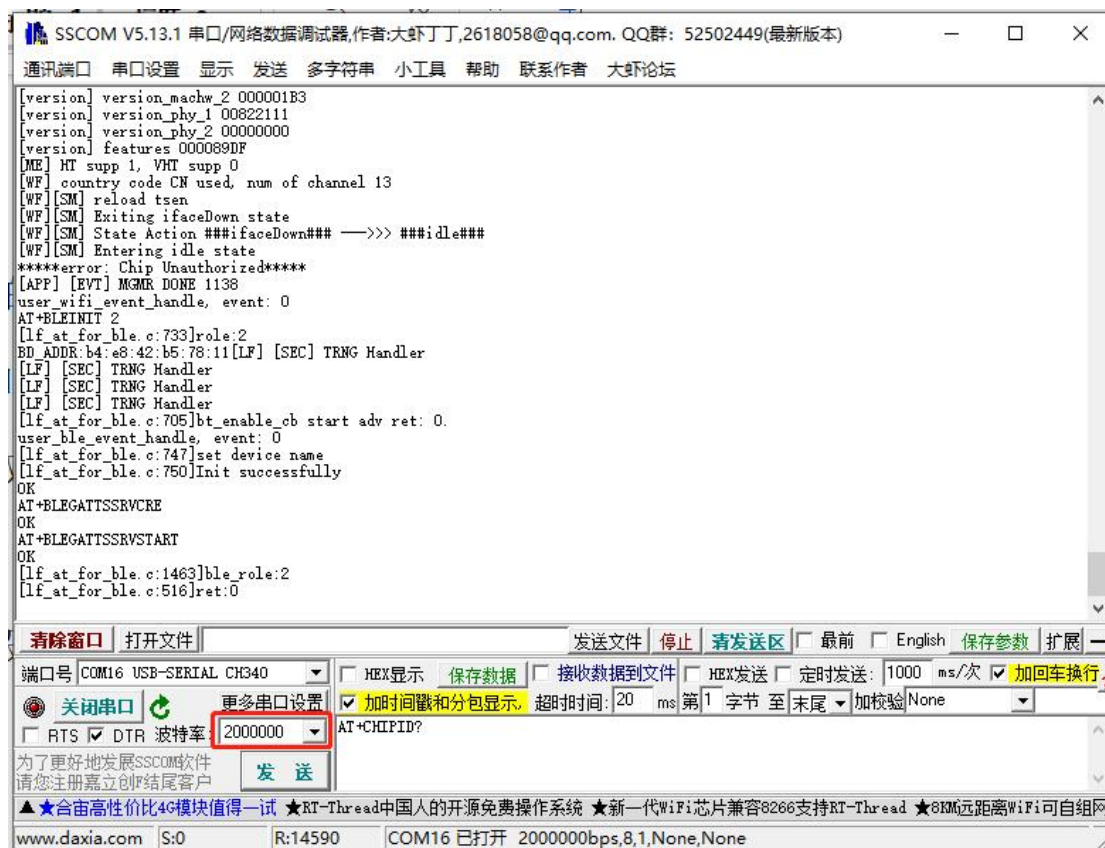 SSCOM V5.13.1 串口/网络数据调试器,作者:大虾丁丁,2618058@qq.com. QQ群: 52502449(最新版本)
通讯端口 串口设置 显示 发送 多字符串 小工具 帮助 联系作者 大虾论坛
[version] version_machw_2 000001B3
[version] version_phy_1 00822111
[version] version_phy_2 00000000
[version] features 000089DF
[ME] HT supp 1, VHT supp 0
[WF] country code CN used, num of channel 13
[WF][SM] reload tsen
[WF][SM] Exiting ifaceDown state
[WF][SM] State Action ###ifaceDown### --->>> ###idle###
[WF][SM] Entering idle state
*****error: Chip Unauthorized*****
[APP] [EVT] MGMR DONE 1138
user_wifi_event_handle, event: 0
AT+BLEINIT 2
[lf_at_for_ble.c:733]role:2
BD_ADDR:b4:e8:42:b5:78:11[LF] [SEC] TRNG Handler
[LF] [SEC] TRNG Handler
[LF] [SEC] TRNG Handler
[LF] [SEC] TRNG Handler
[lf_at_for_ble.c:705]bt_enable_cb start adv ret: 0.
user_ble_event_handle, event: 0
[lf_at_for_ble.c:747]set device name
[lf_at_for_ble.c:750]Init successfully
OK
AT+BLEGATTSSRVCRE
OK
AT+BLEGATTSSRVSTART
OK
[lf_at_for_ble.c:1463]ble_role:2
[lf_at_for_ble.c:516]ret:0
清除窗口 打开文件 发送文件 停止 清发送区 最前 English 保存参数 扩展 —
端口号 COM16 USB-SERIAL CH340 HEX显示 保存数据 接收数据到文件 HEX发送 定时发送: 1000 ms/次 加回车换行
关闭串口 更多串口设置 加时间戳和分包显示, 超时时间: 20 ms 第 1 字节 至 末尾 加校验 None
RTS DTR 波特率: 2000000 AT+CHIPID?
为了更好地发展SSCOM软件
请您注册嘉立创F结尾客户 发 送
▲★合宙高性价比4G模块值得一试 ★RT-Thread中国人的开源免费操作系统 ★新一代WiFi芯片兼容8266支持RT-Thread ★8KM远距离WiFi可自组网
www.daxia.com S:0 R:14590 COM16 已打开 2000000bps,8,1,None,None